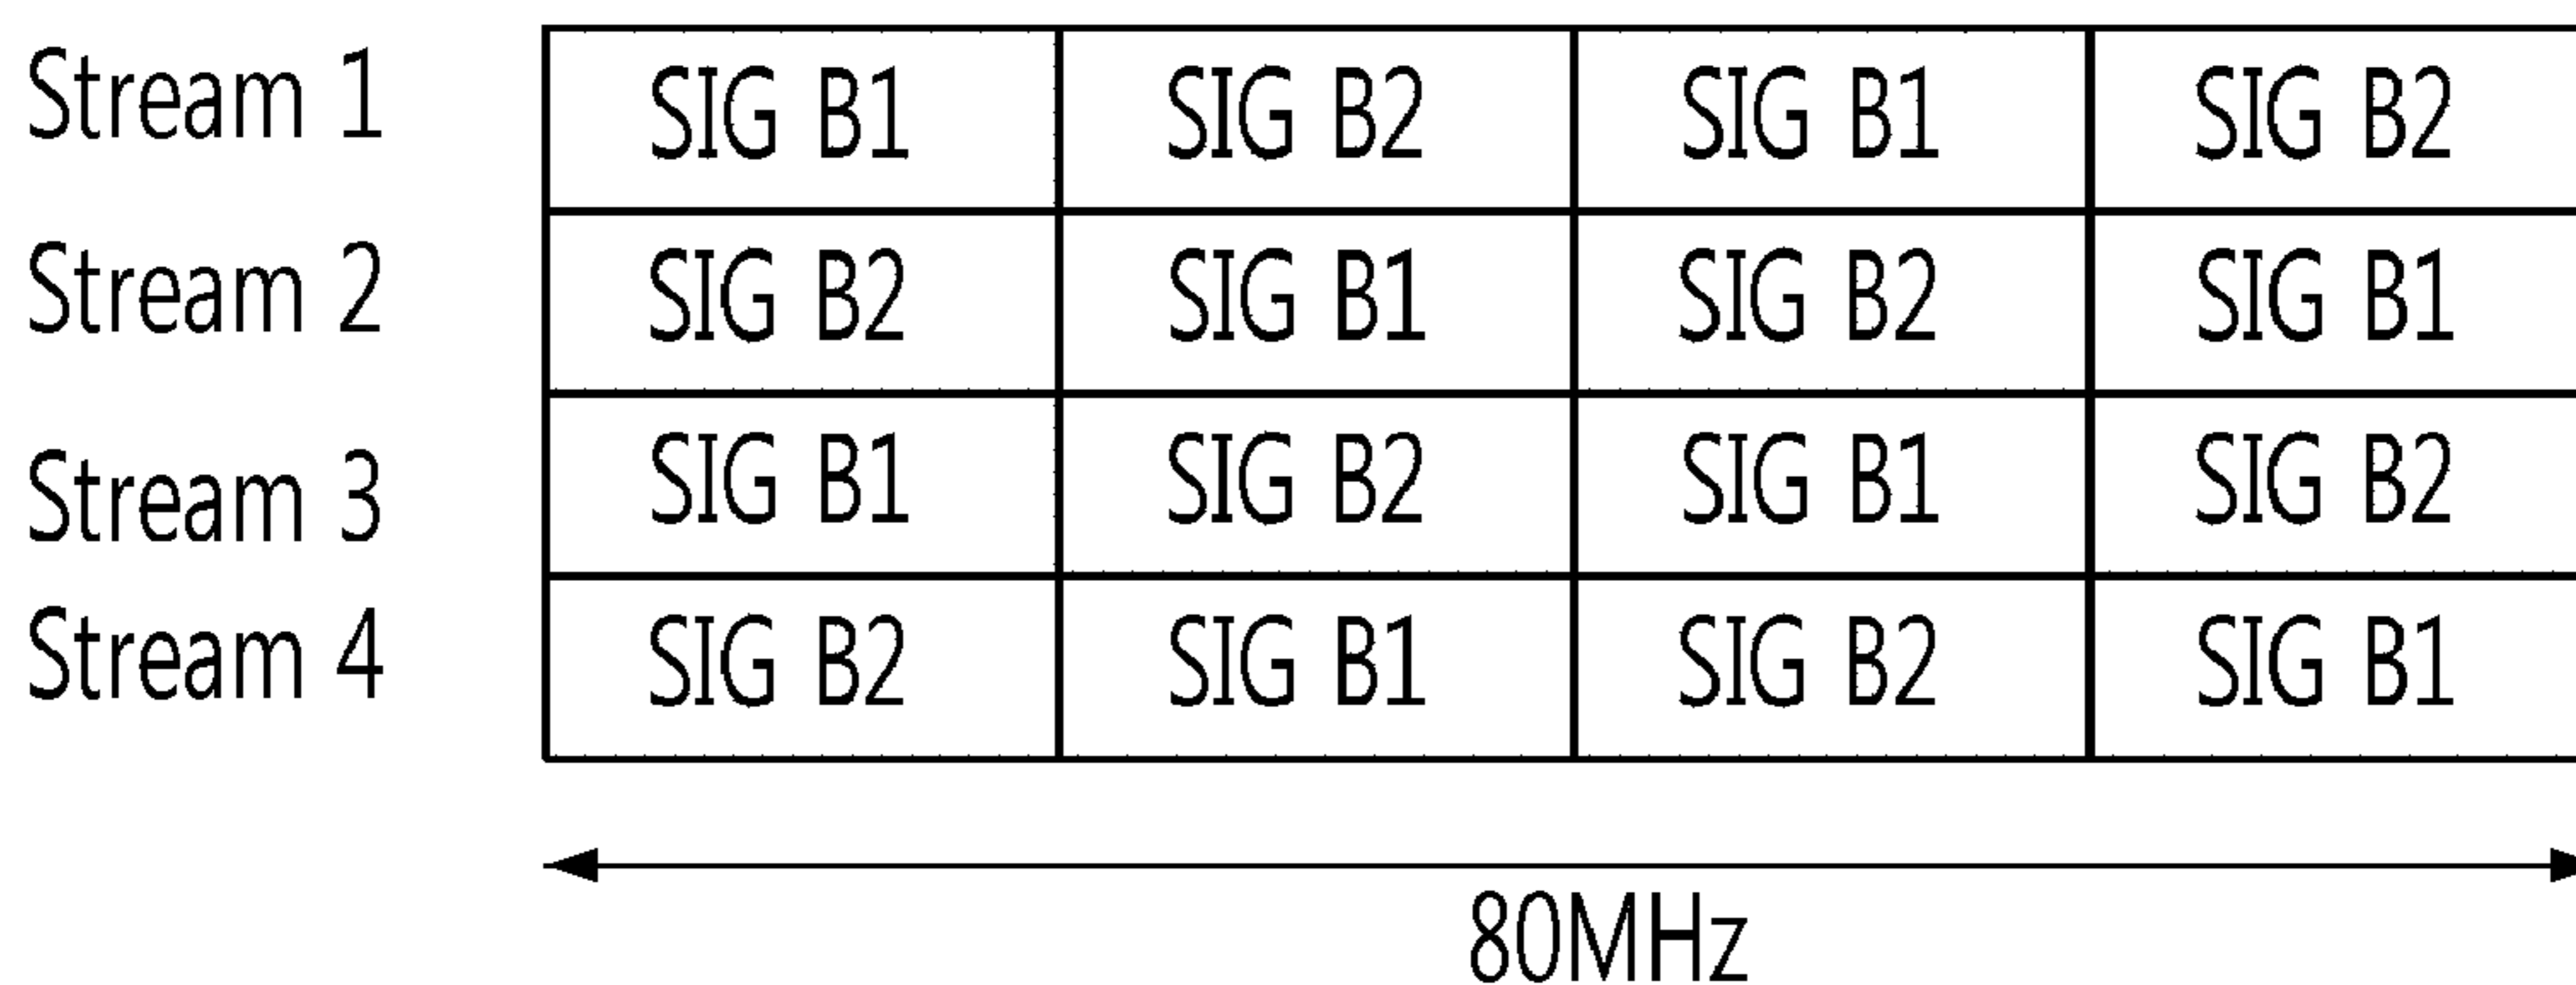 Stream 1 SIG B1 SIG B2 SIG B1 SIG B2
Stream 2 SIG B2 SIG B1 SIG B2 SIG B1
Stream 3 SIG B1 SIG B2 SIG B1 SIG B2
Stream 4 SIG B2 SIG B1 SIG B2 SIG B1
80MHz